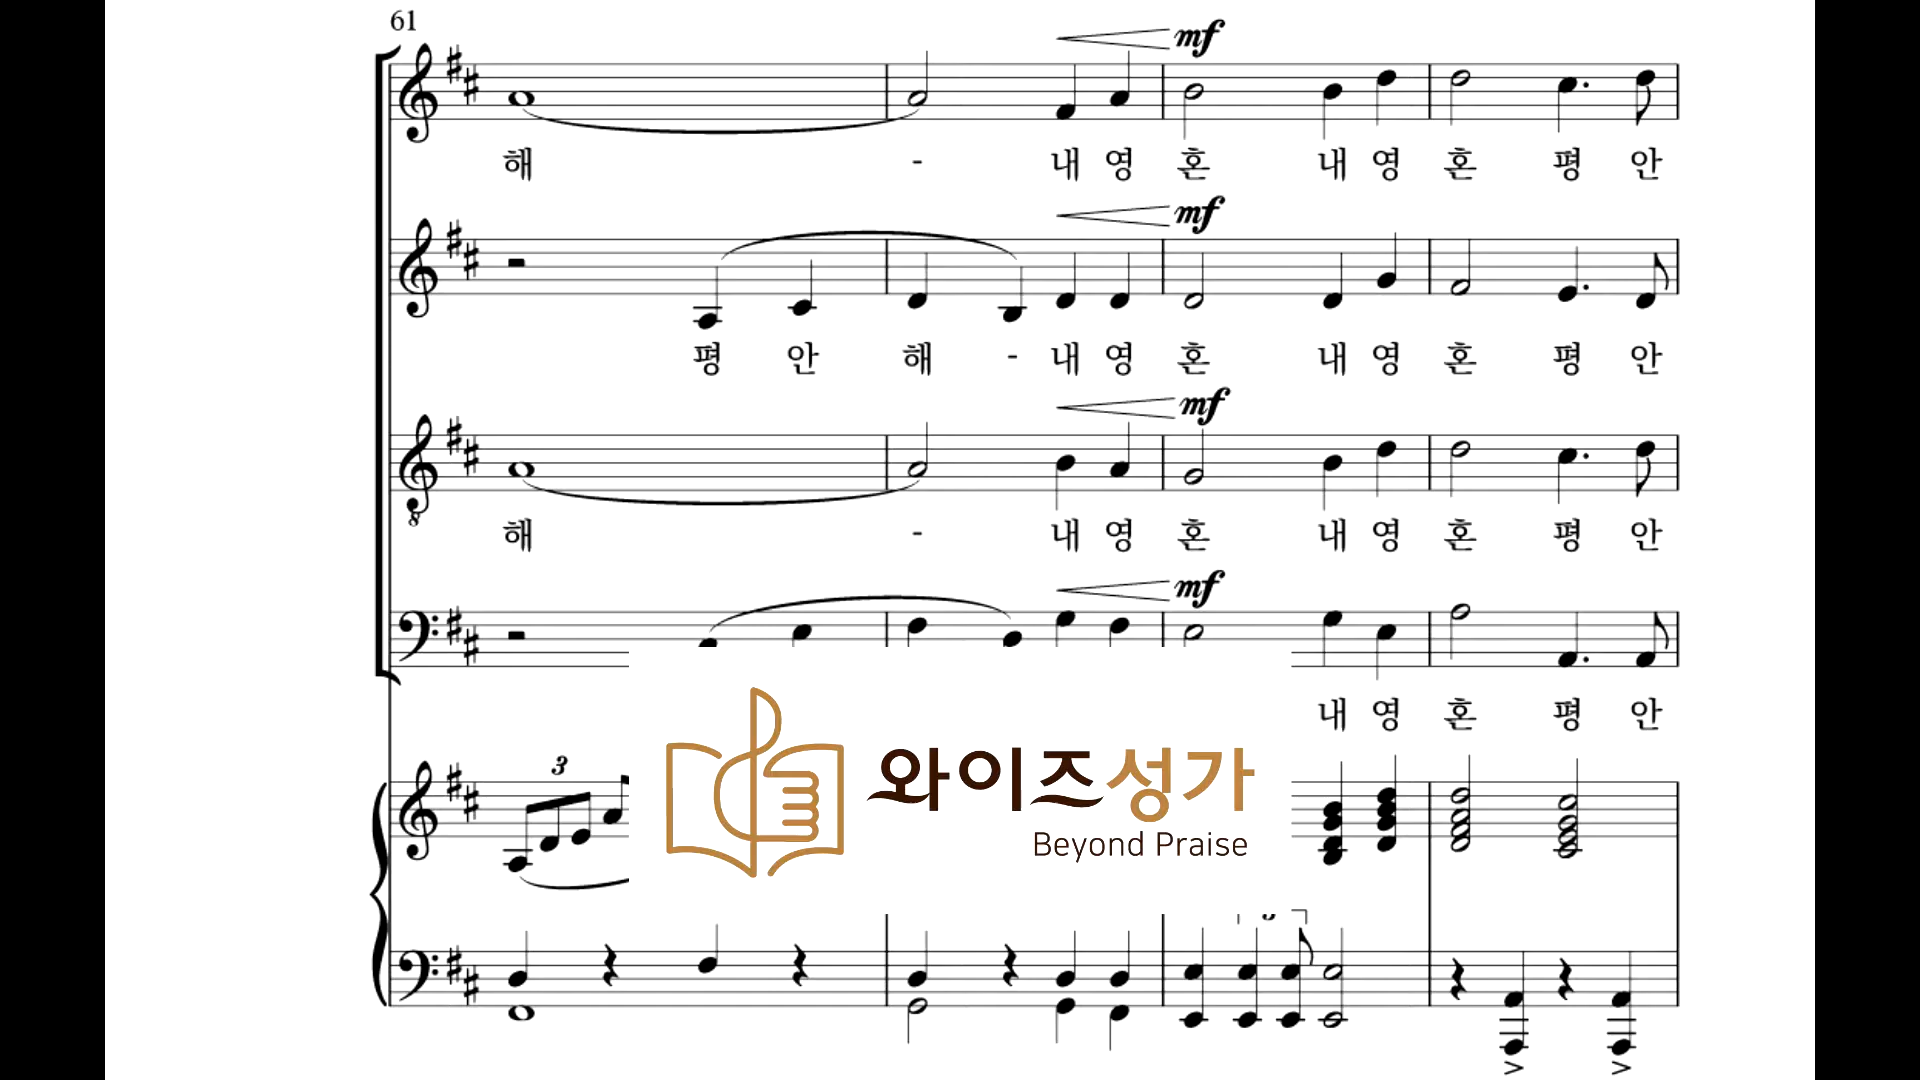 61
mf
해 - 내 영 혼 내 영 혼 평 안
mf
평 안 해 - 내 영 혼 내 영 혼 평 안
mf
해 - 내 영 혼 내 영 혼 평 안
mf
내 영 혼 평 안
3
와이즈성가
Beyond Praise